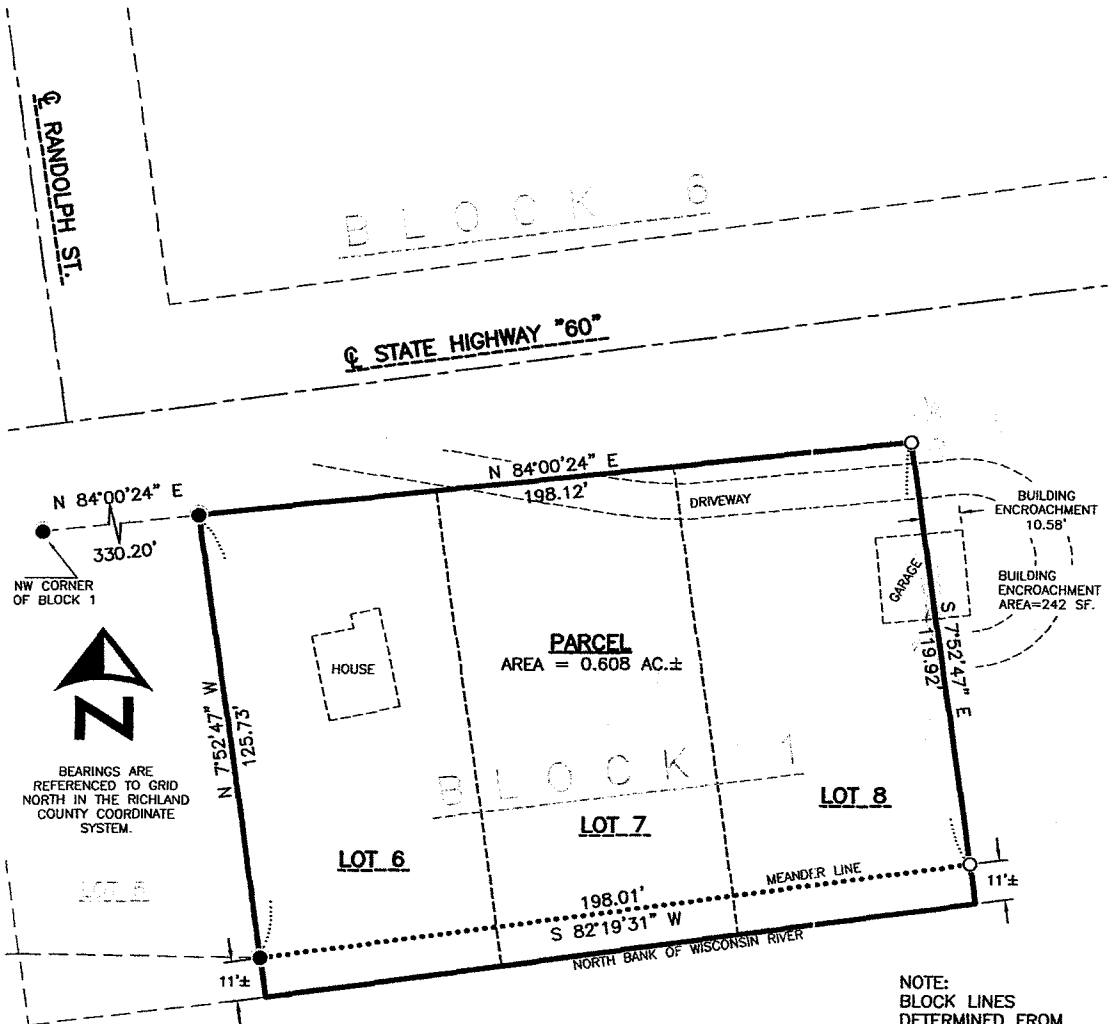 ℄ RANDOLPH ST.
BLOCK 6
℄ STATE HIGHWAY "60"
N 84°00'24" E
330.20'
NW CORNER
OF BLOCK 1
N 84°00'24" E
198.12'
DRIVEWAY
BUILDING
ENCROACHMENT
10.58'
BUILDING
ENCROACHMENT
AREA=242 SF.
GARAGE
S 7°52'47" E
119.92'
HOUSE
PARCEL
AREA = 0.608 AC.±
N 7°52'47" W
125.73'
N
BEARINGS ARE
REFERENCED TO GRID
NORTH IN THE RICHLAND
COUNTY COORDINATE
SYSTEM.
BLOCK 1
LOT 8
LOT 7
LOT 6
MEANDER LINE
198.01'
S 82°19'31" W
NORTH BANK OF WISCONSIN RIVER
11'±
11'±
NOTE:
BLOCK LINES
DETERMINED FROM